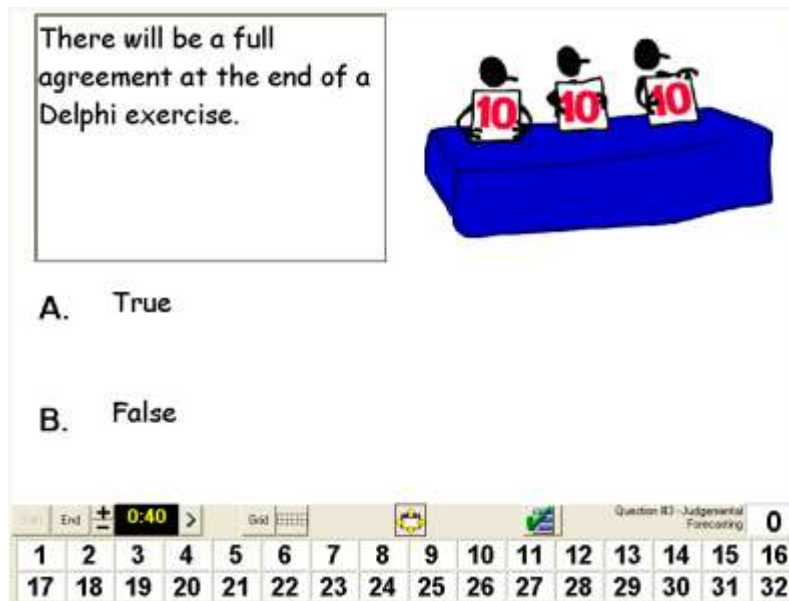 There will be a full
agreement at the end of a
Delphi exercise.
10 10 10
A. True
B. False
End + − 0:40 > Grid Question #3 - Judgemental
Forecasting 0
1 2 3 4 5 6 7 8 9 10 11 12 13 14 15 16
17 18 19 20 21 22 23 24 25 26 27 28 29 30 31 32